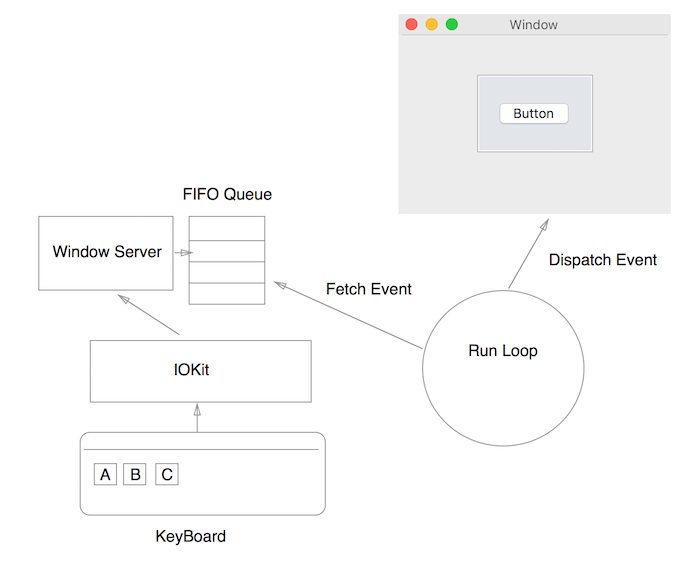 Window
Button
FIFO Queue
Window Server
Dispatch Event
Fetch Event
Run Loop
IOKit
A B C
KeyBoard